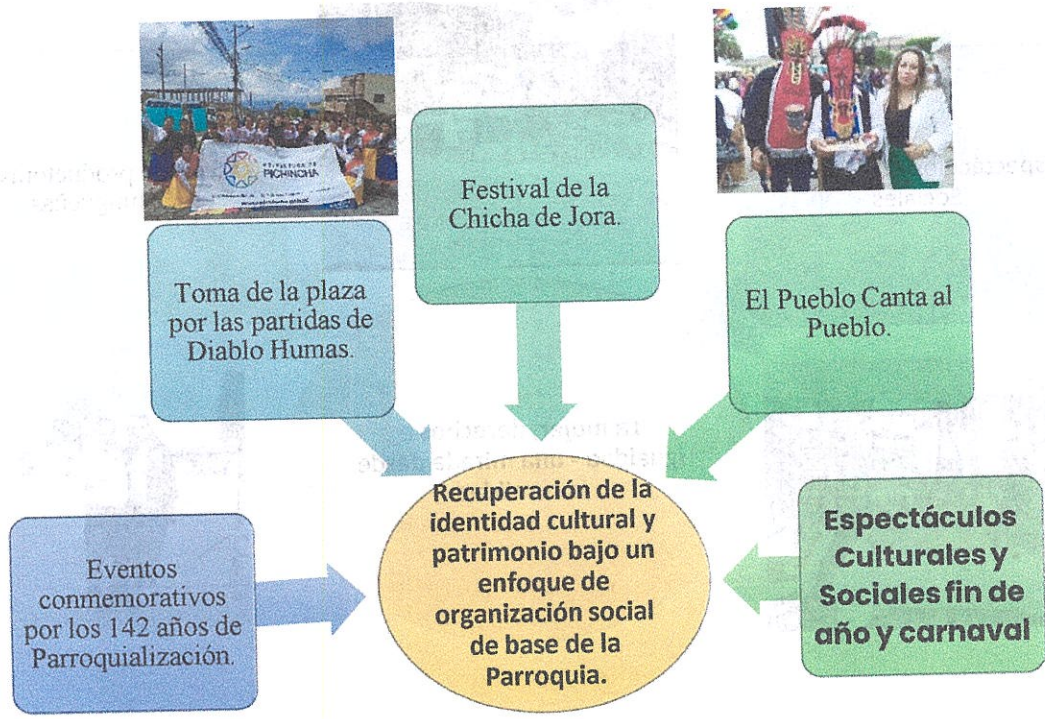 PREFECTURA DE
PICHINCHA
Festival de la
Chicha de Jora.
Toma de la plaza
por las partidas de
Diablo Humas.
El Pueblo Canta al
Pueblo.
Eventos
conmemorativos
por los 142 años de
Parroquialización.
Recuperación de la
identidad cultural y
patrimonio bajo un
enfoque de
organización social
de base de la
Parroquia.
Espectáculos
Culturales y
Sociales fin de
año y carnaval